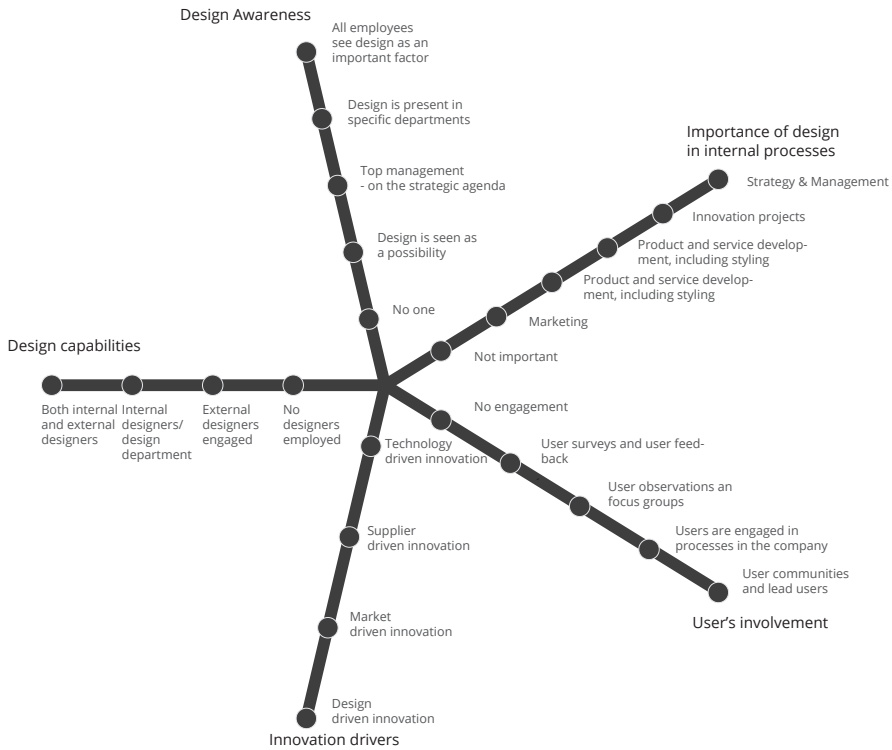 Design Awareness
All employees
see design as an
important factor
Design is present in
specific departments
Top management
- on the strategic agenda
Design is seen as
a possibility
No one
Importance of design
in internal processes
Strategy & Management
Innovation projects
Product and service develop-
ment, including styling
Product and service develop-
ment, including styling
Marketing
Not important
Design capabilities
Both internal
and external
designers
Internal
designers/
design
department
External
designers
engaged
No
designers
employed
No engagement
User surveys and user feed-
back
User observations an
focus groups
Users are engaged in
processes in the company
User communities
and lead users
User's involvement
Technology
driven innovation
Supplier
driven innovation
Market
driven innovation
Design
driven innovation
Innovation drivers